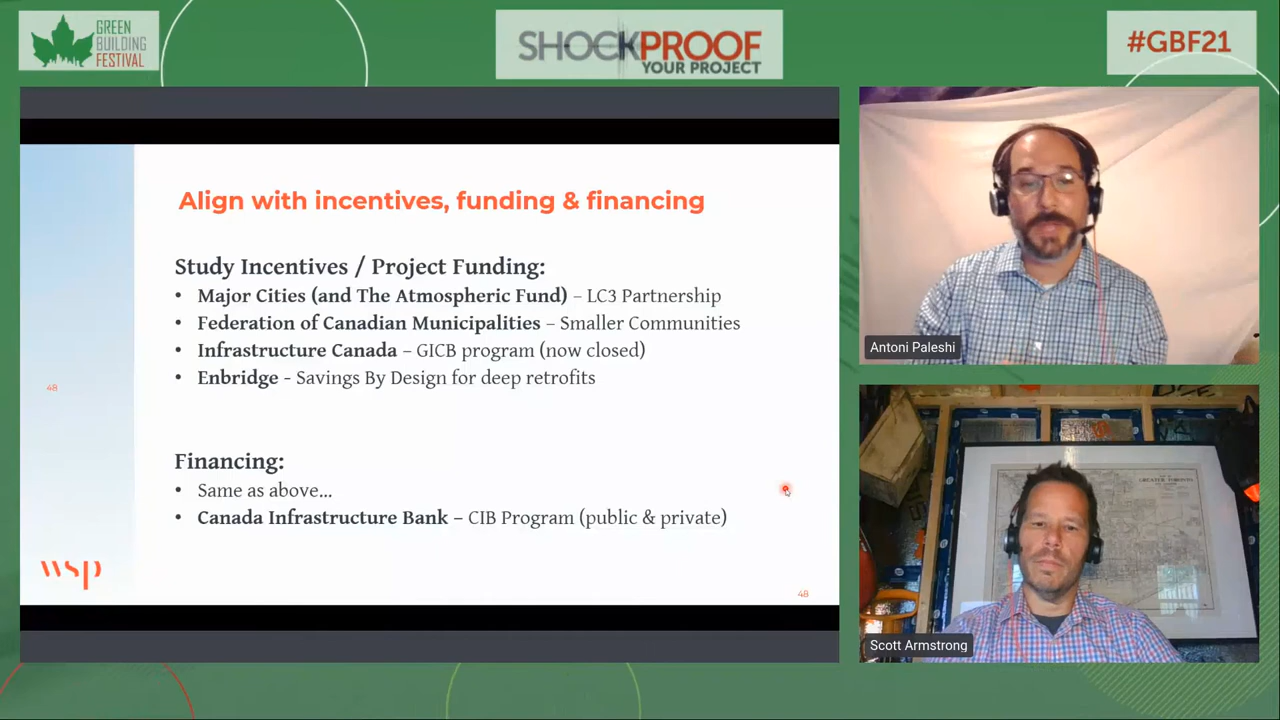 GREEN
BUILDING
FESTIVAL
SHOCKPROOF
YOUR PROJECT
#GBF21
Align with incentives, funding & financing
Study Incentives / Project Funding:
• Major Cities (and The Atmospheric Fund) – LC3 Partnership
• Federation of Canadian Municipalities – Smaller Communities
• Infrastructure Canada – GICB program (now closed)
• Enbridge - Savings By Design for deep retrofits
48
Financing:
• Same as above...
• Canada Infrastructure Bank – CIB Program (public & private)
wsp
48
Antoni Paleshi
GREATER TORONTO
Scott Armstrong